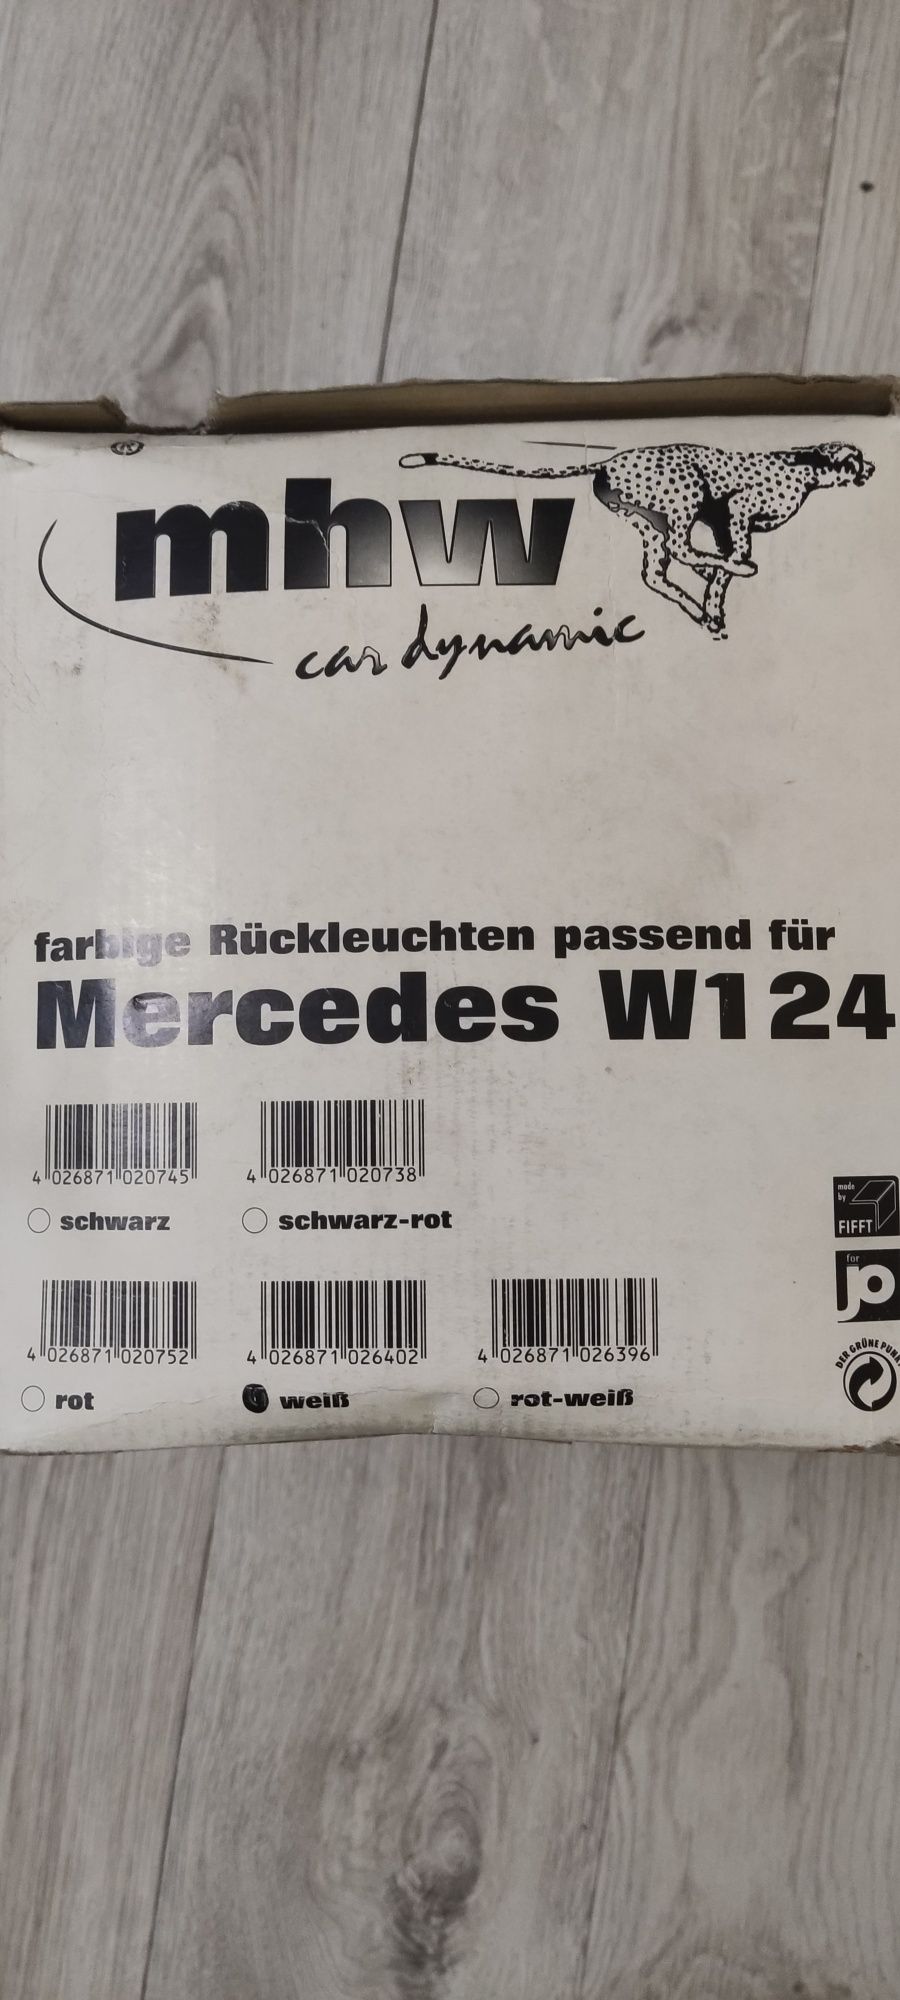 ®
mhw
car dynamic
farbige Rückleuchten passend für
Mercedes W124
4 026871 020745
4 026871 020738
schwarz
schwarz-rot
made by
FIFFT
for
jo
4 026871 020752
4 026871 026402
4 026871 026396
DER GRÜNE PUNKT
rot
weiß
rot-weiß